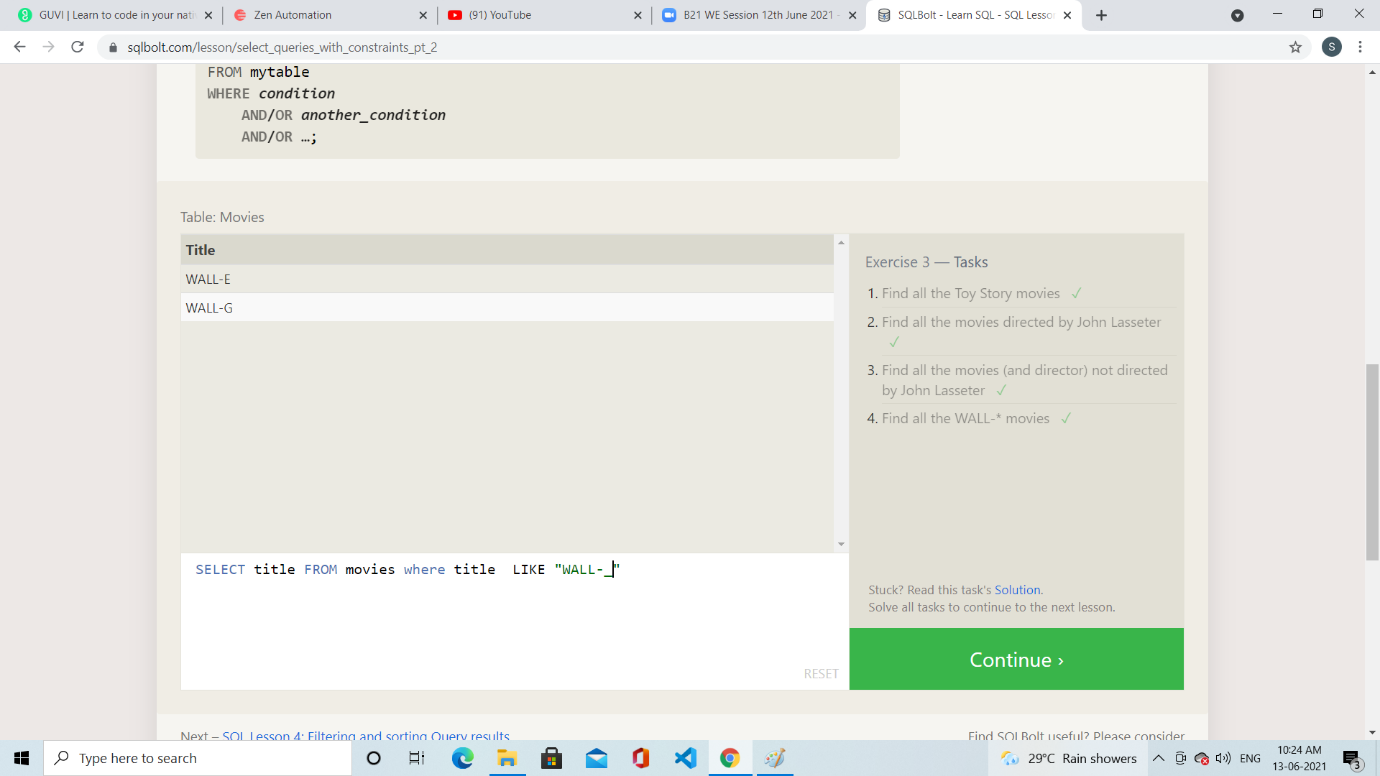 GUVI | Learn to code in your nati
Zen Automation
(91) YouTube
B21 WE Session 12th June 2021 -
SQLBolt - Learn SQL - SQL Lesso
sqlbolt.com/lesson/select_queries_with_constraints_pt_2
S
FROM mytable
WHERE condition
AND/OR another_condition
AND/OR …;
Table: Movies
Title
WALL-E
WALL-G
SELECT title FROM movies where title  LIKE "WALL-_"
RESET
Exercise 3 — Tasks
1. Find all the Toy Story movies ✓
2. Find all the movies directed by John Lasseter
✓
3. Find all the movies (and director) not directed
by John Lasseter ✓
4. Find all the WALL-* movies ✓
Stuck? Read this task's Solution.
Solve all tasks to continue to the next lesson.
Continue ›
Next – SQL Lesson 4: Filtering and sorting Query results
Find SQLBolt useful? Please consider
Type here to search
29°C Rain showers
ENG
10:24 AM
13-06-2021
3